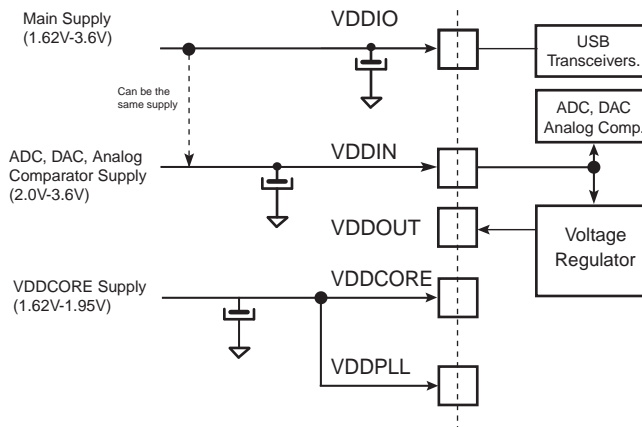 Main Supply
(1.62V-3.6V)
VDDIO
USB
Transceivers.
Can be the
same supply
ADC, DAC
Analog Comp.
ADC, DAC, Analog
Comparator Supply
(2.0V-3.6V)
VDDIN
VDDOUT
Voltage
Regulator
VDDCORE Supply
(1.62V-1.95V)
VDDCORE
VDDPLL